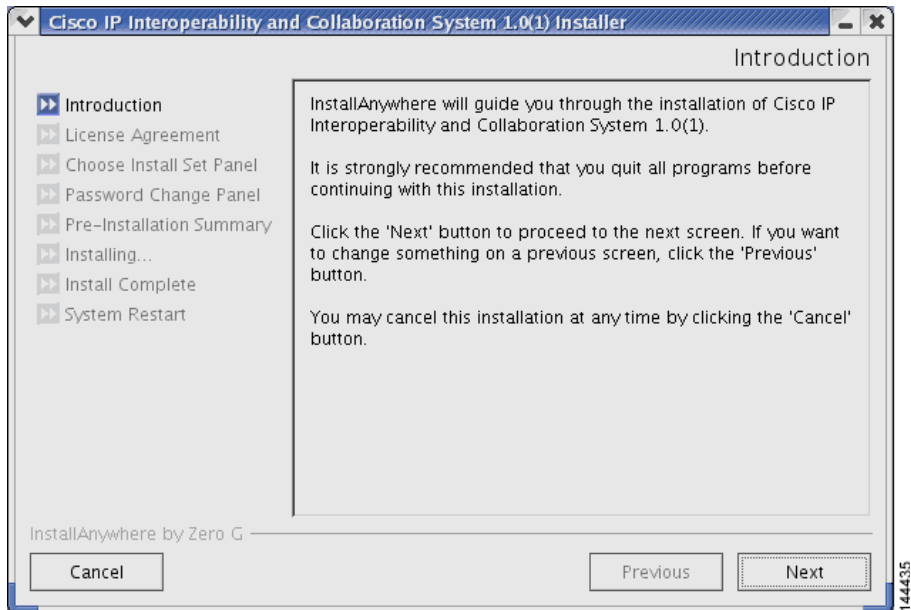 Cisco IP Interoperability and Collaboration System 1.0(1) Installer
Introduction
Introduction
License Agreement
Choose Install Set Panel
Password Change Panel
Pre-Installation Summary
Installing...
Install Complete
System Restart
InstallAnywhere will guide you through the installation of Cisco IP
Interoperability and Collaboration System 1.0(1).
It is strongly recommended that you quit all programs before
continuing with this installation.
Click the 'Next' button to proceed to the next screen. If you want
to change something on a previous screen, click the 'Previous'
button.
You may cancel this installation at any time by clicking the 'Cancel'
button.
InstallAnywhere by Zero G
Cancel
Previous
Next
144435